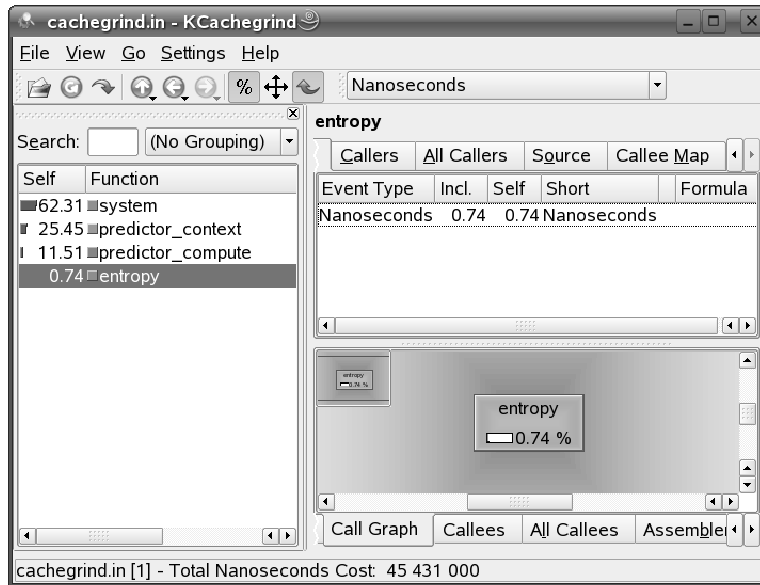 cachegrind.in - KCachegrind
File View Go Settings Help
% Nanoseconds
Search: (No Grouping)
Self Function
62.31 system
25.45 predictor_context
11.51 predictor_compute
0.74 entropy
entropy
Callers All Callers Source Callee Map
Event Type Incl. Self Short Formula
Nanoseconds 0.74 0.74 Nanoseconds
entropy
0.74 %
entropy
0.74 %
Call Graph Callees All Callees Assembler
cachegrind.in [1] - Total Nanoseconds Cost: 45 431 000